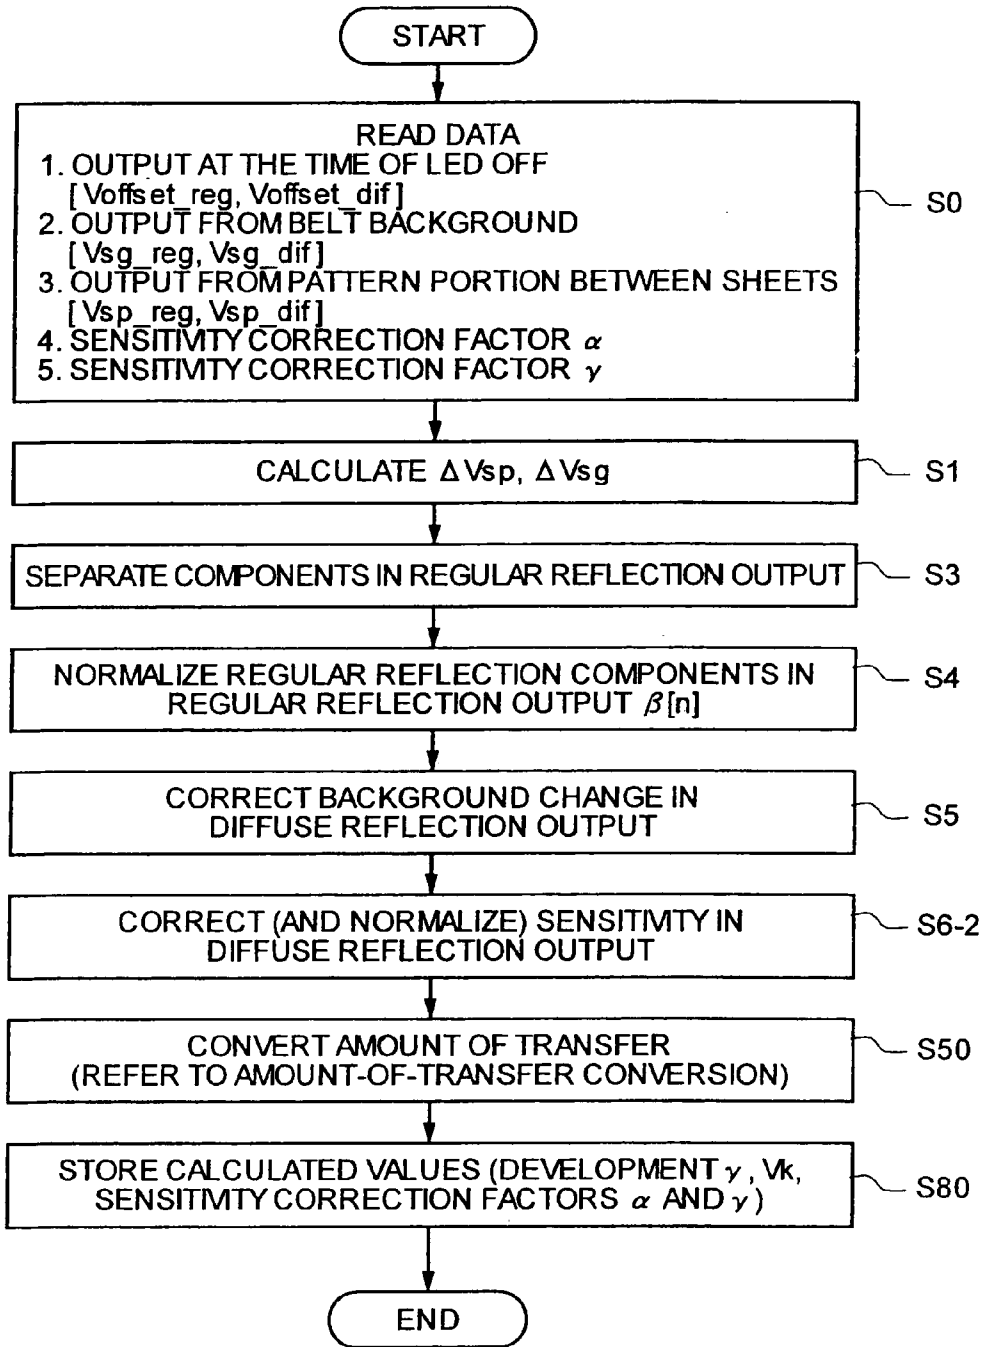 START
READ DATA
1. OUTPUT AT THE TIME OF LED OFF
[Voffset_reg, Voffset_dif]
2. OUTPUT FROM BELT BACKGROUND
[Vsg_reg, Vsg_dif]
3. OUTPUT FROM PATTERN PORTION BETWEEN SHEETS
[Vsp_reg, Vsp_dif]
4. SENSITIVITY CORRECTION FACTOR α
5. SENSITIVITY CORRECTION FACTOR γ
S0
CALCULATE ΔVsp, ΔVsg
S1
SEPARATE COMPONENTS IN REGULAR REFLECTION OUTPUT
S3
NORMALIZE REGULAR REFLECTION COMPONENTS IN
REGULAR REFLECTION OUTPUT β[n]
S4
CORRECT BACKGROUND CHANGE IN
DIFFUSE REFLECTION OUTPUT
S5
CORRECT (AND NORMALIZE) SENSITIVITY IN
DIFFUSE REFLECTION OUTPUT
S6-2
CONVERT AMOUNT OF TRANSFER
(REFER TO AMOUNT-OF-TRANSFER CONVERSION)
S50
STORE CALCULATED VALUES (DEVELOPMENT γ, Vk,
SENSITIVITY CORRECTION FACTORS α AND γ)
S80
END